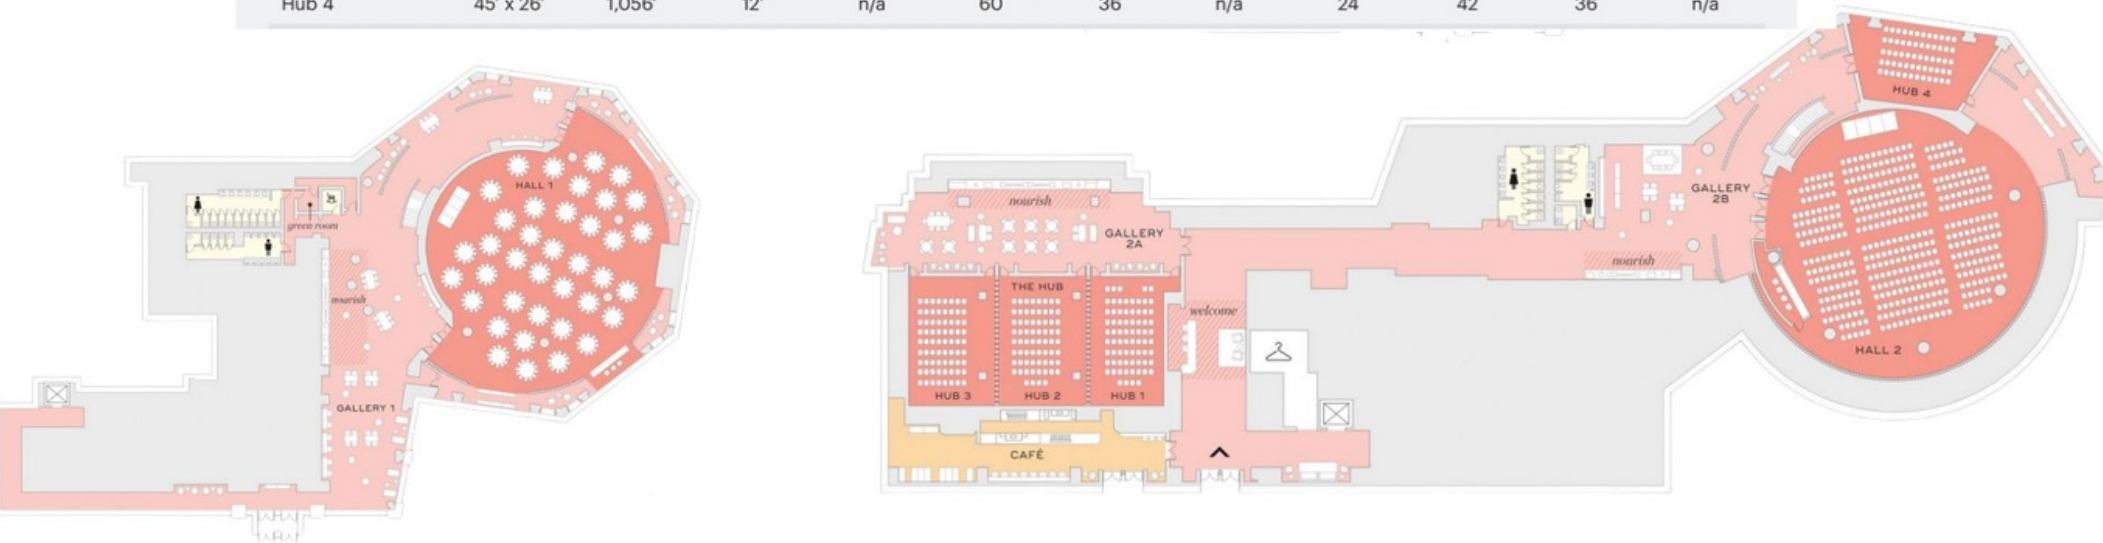 Hub 4 45' x 26' 1,056' 12' n/a 60 36 n/a 24 42 36 n/a
HALL 1
green room
nourish
GALLERY 1
nourish
GALLERY
2A
THE HUB
HUB 3
HUB 2
HUB 1
welcome
CAFÉ
GALLERY
2B
nourish
HUB 4
HALL 2